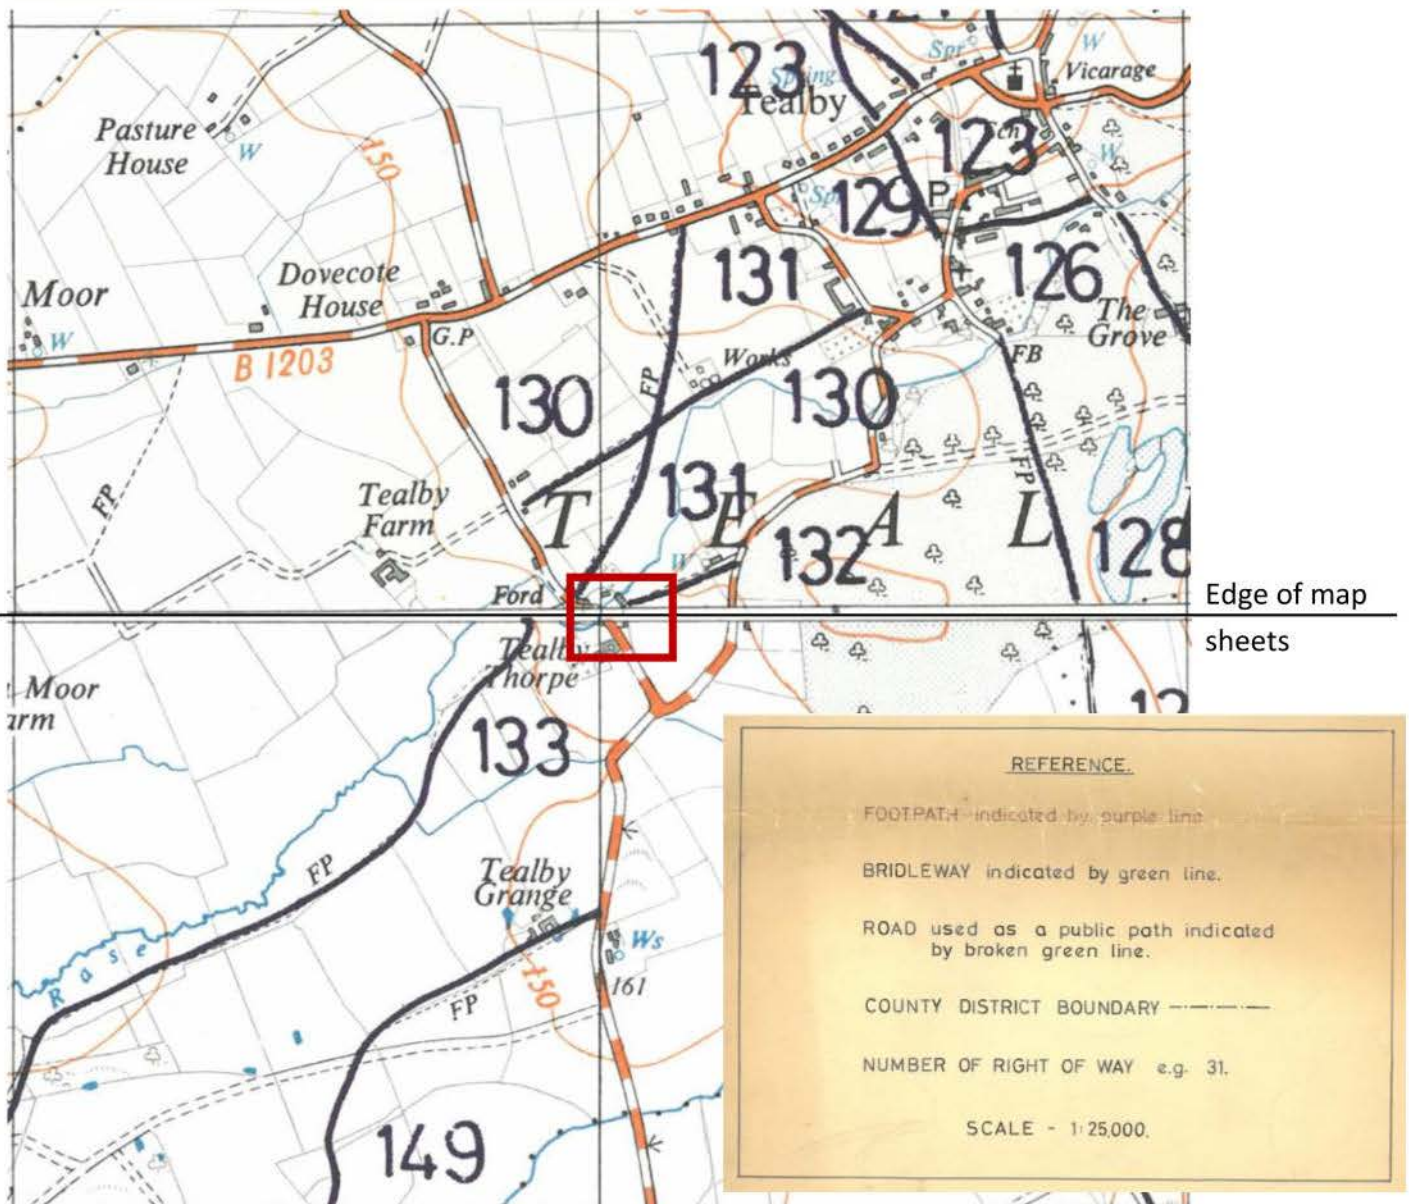 123
Spr
W
Vicarage
Pasture
House
W
150
Spring
Tealby
123
W
129
P
Spr
Moor
W
Dovecote
House
131
126
The
Grove
G.P
B 1203
FP
Works
FB
130
130
FP
FP
Tealby
Farm
131
T E A L
W
132
128
Ford
Edge of map
sheets
Tealby
Thorpe
Moor
arm
133
FP
Tealby
Grange
Rase
Ws
150
161
FP
149
REFERENCE.
FOOTPATH indicated by purple line
BRIDLEWAY indicated by green line.
ROAD used as a public path indicated
by broken green line.
COUNTY DISTRICT BOUNDARY
NUMBER OF RIGHT OF WAY e.g. 31.
SCALE - 1:25,000.